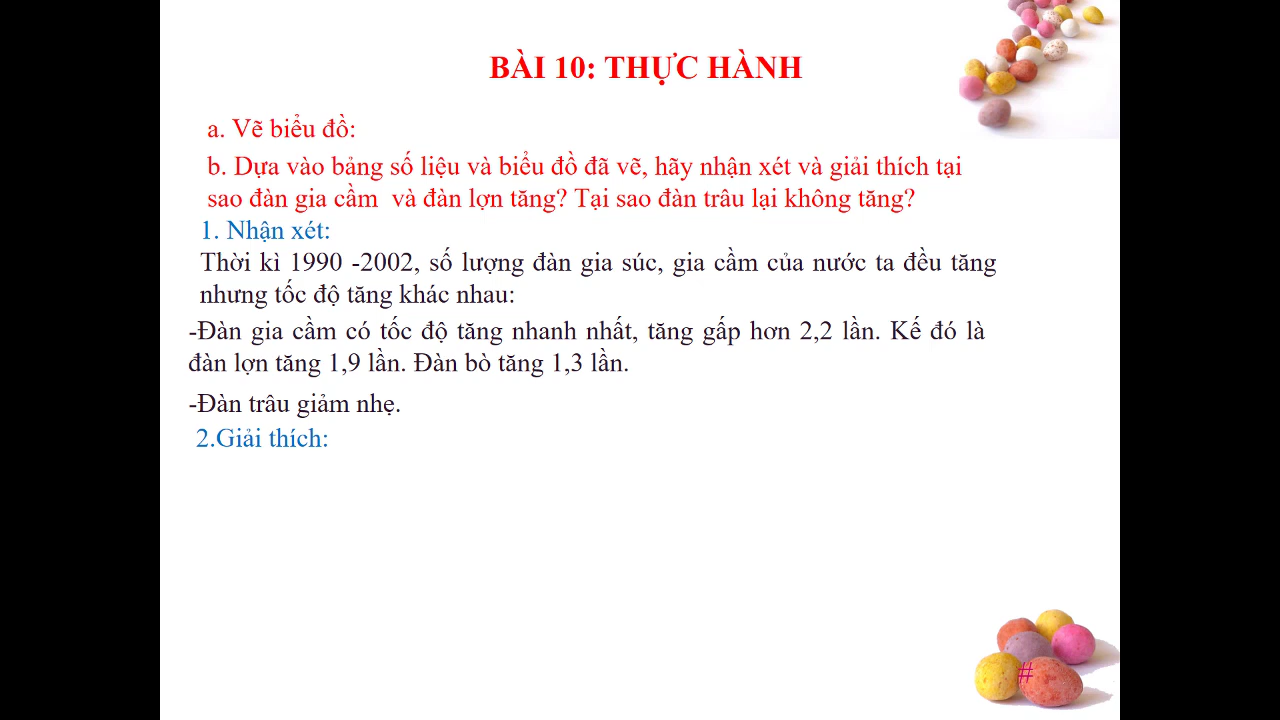 BÀI 10: THỰC HÀNH
a. Vẽ biểu đồ:
b. Dựa vào bảng số liệu và biểu đồ đã vẽ, hãy nhận xét và giải thích tại
sao đàn gia cầm và đàn lợn tăng? Tại sao đàn trâu lại không tăng?
1. Nhận xét:
Thời kì 1990 -2002, số lượng đàn gia súc, gia cầm của nước ta đều tăng
nhưng tốc độ tăng khác nhau:
-Đàn gia cầm có tốc độ tăng nhanh nhất, tăng gấp hơn 2,2 lần. Kế đó là
đàn lợn tăng 1,9 lần. Đàn bò tăng 1,3 lần.
-Đàn trâu giảm nhẹ.
2.Giải thích:
#